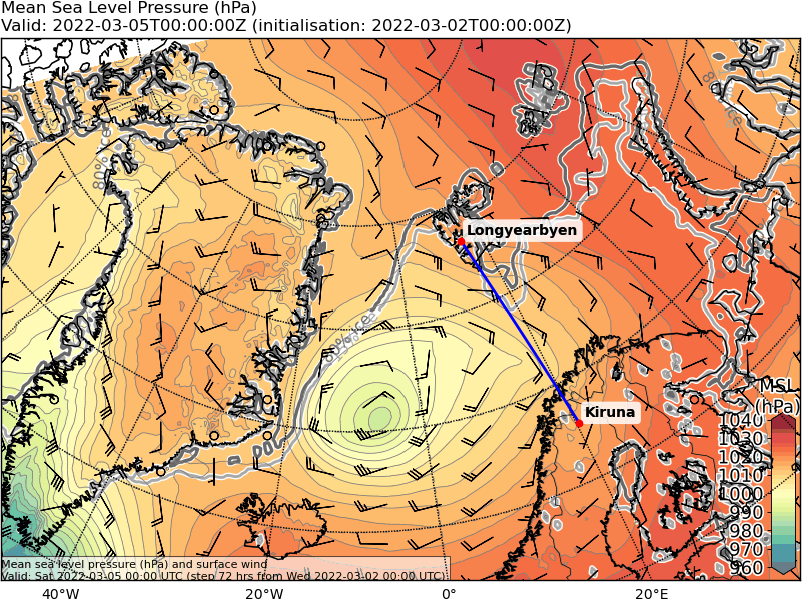 Mean Sea Level Pressure (hPa)
Valid: 2022-03-05T00:00:00Z (initialisation: 2022-03-02T00:00:00Z)
Longyearbyen
Kiruna
MSL
(hPa)
1040
1030
1020
1010
1000
990
980
970
960
Mean sea level pressure (hPa) and surface wind
Valid: Sat 2022-03-05 00:00 UTC (step 72 hrs from Wed 2022-03-02 00:00 UTC)
40°W
20°W
0°
20°E